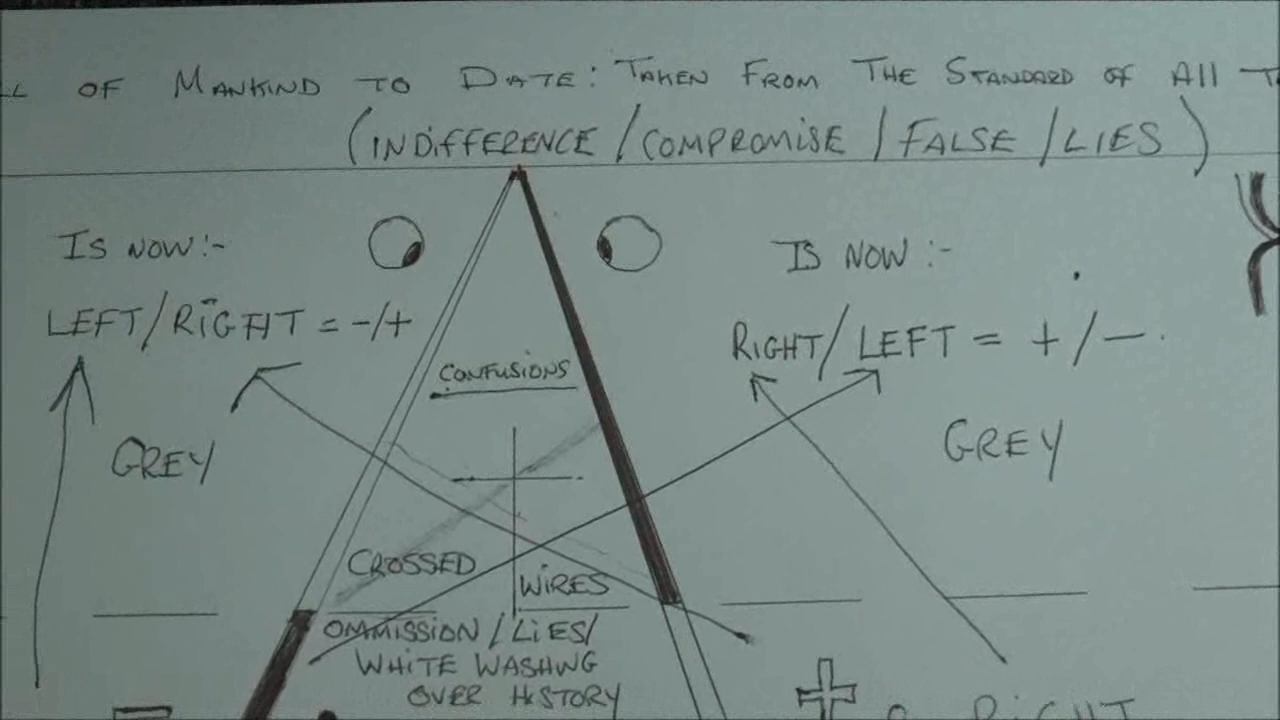 OF MANKIND TO DATE: TAKEN FROM THE STANDARD OF All
(INDIFFERENCE/COMPROMISE/FALSE/LIES)
IS NOW:-
IS NOW:-
LEFT/RIGHT = -/+
RIGHT/LEFT = +/-
CONFUSIONS
GREY
GREY
CROSSED WIRES
OMMISSION/LIES/
WHITE WASHING
OVER HISTORY
RIGHT